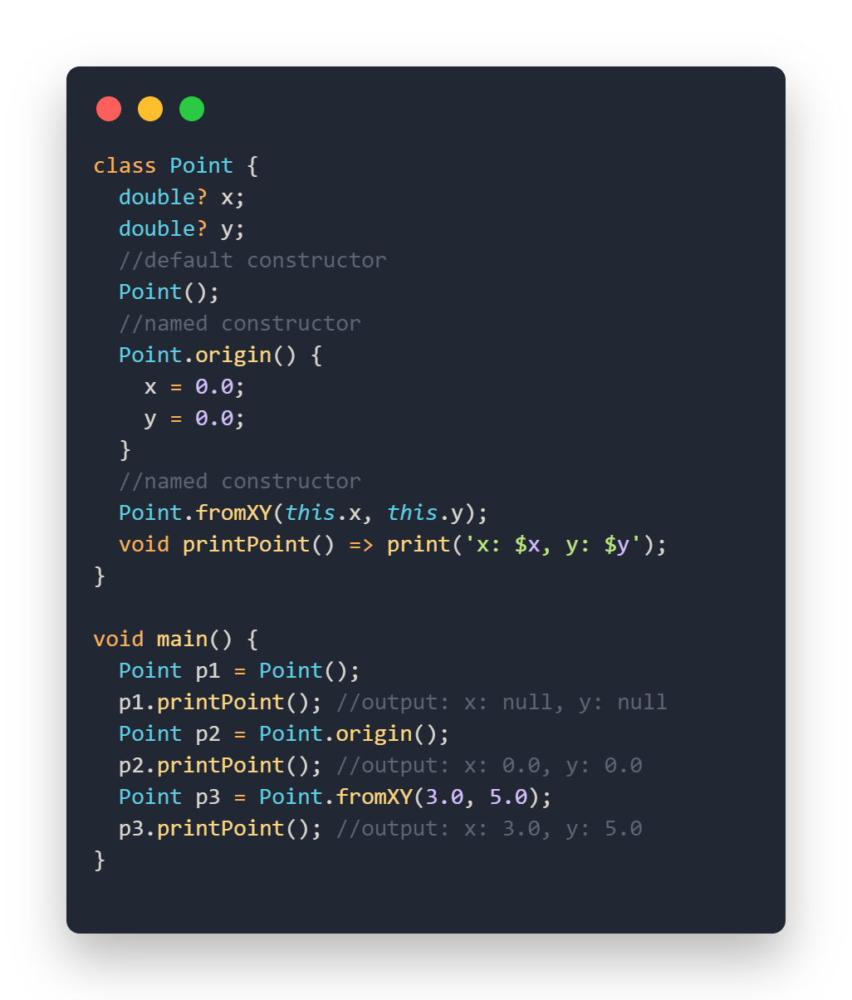 class Point {
  double? x;
  double? y;
  //default constructor
  Point();
  //named constructor
  Point.origin() {
    x = 0.0;
    y = 0.0;
  }
  //named constructor
  Point.fromXY(this.x, this.y);
  void printPoint() => print('x: $x, y: $y');
}

void main() {
  Point p1 = Point();
  p1.printPoint(); //output: x: null, y: null
  Point p2 = Point.origin();
  p2.printPoint(); //output: x: 0.0, y: 0.0
  Point p3 = Point.fromXY(3.0, 5.0);
  p3.printPoint(); //output: x: 3.0, y: 5.0
}